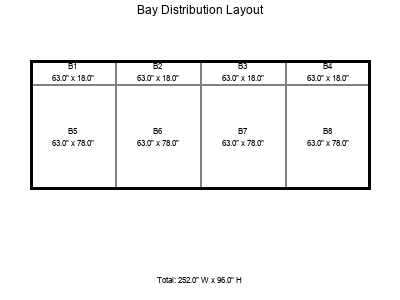 Bay Distribution Layout
B1 B2 B3 B4
63.0" x 18.0" 63.0" x 18.0" 63.0" x 18.0" 63.0" x 18.0"
B5 B6 B7 B8
63.0" x 78.0" 63.0" x 78.0" 63.0" x 78.0" 63.0" x 78.0"
Total: 252.0" W x 96.0" H